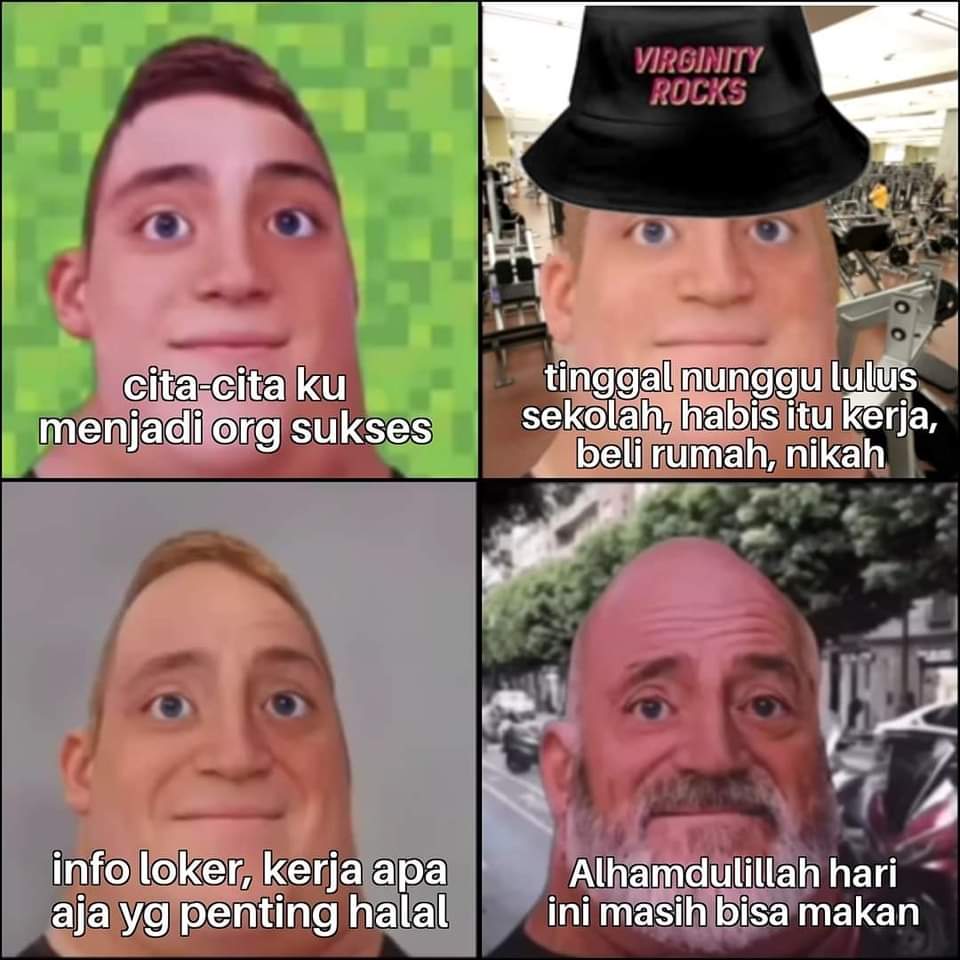 cita-cita ku
menjadi org sukses
VIRGINITY
ROCKS
tinggal nunggu lulus
sekolah, habis itu kerja,
beli rumah, nikah
info loker, kerja apa
aja yg penting halal
Alhamdulillah hari
ini masih bisa makan